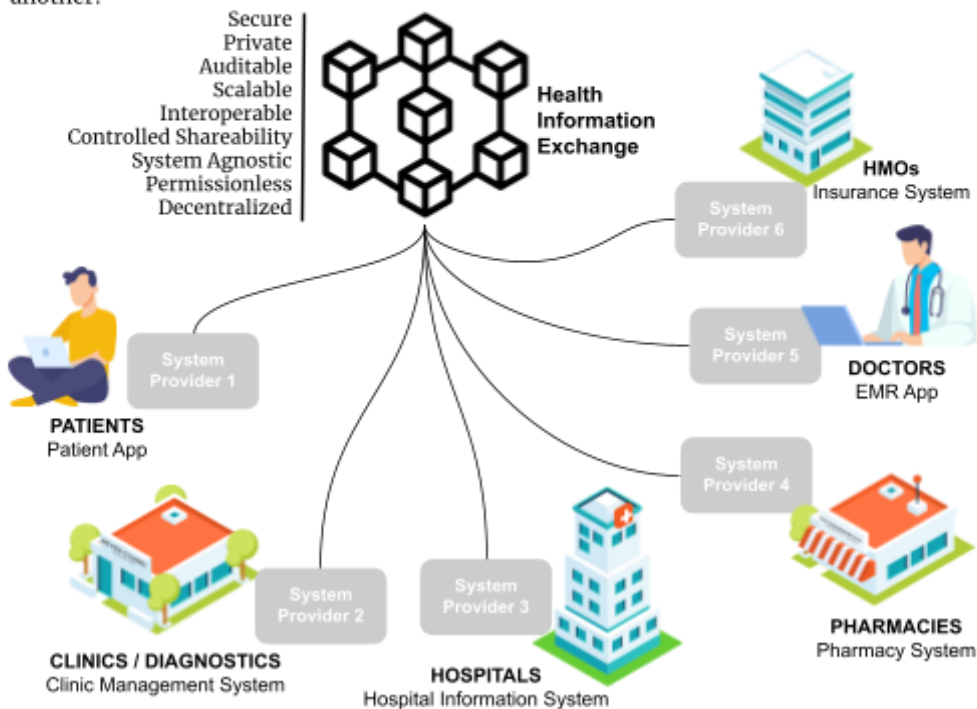 another.
Secure
Private
Auditable
Scalable
Interoperable
Controlled Shareability
System Agnostic
Permissionless
Decentralized
Health
Information
Exchange
HMOs
Insurance System
System
Provider 6
System
Provider 5
DOCTORS
EMR App
System
Provider 1
PATIENTS
Patient App
System
Provider 4
PHARMACIES
Pharmacy System
System
Provider 2
CLINICS / DIAGNOSTICS
Clinic Management System
System
Provider 3
HOSPITALS
Hospital Information System